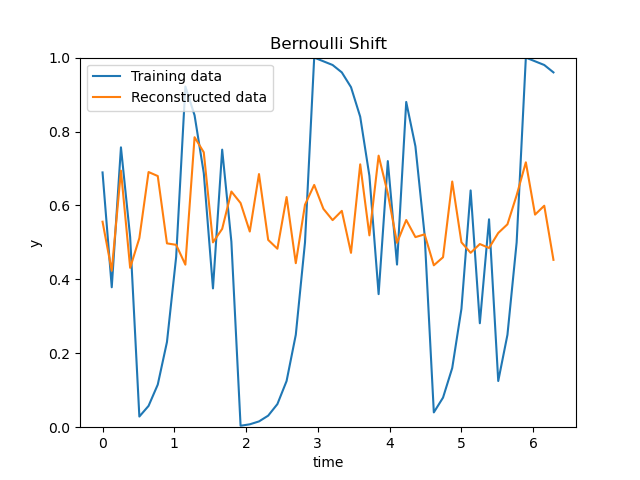 Bernoulli Shift
Training data
Reconstructed data
1.0
0.8
0.6
0.4
0.2
0.0
y
0 1 2 3 4 5 6
time